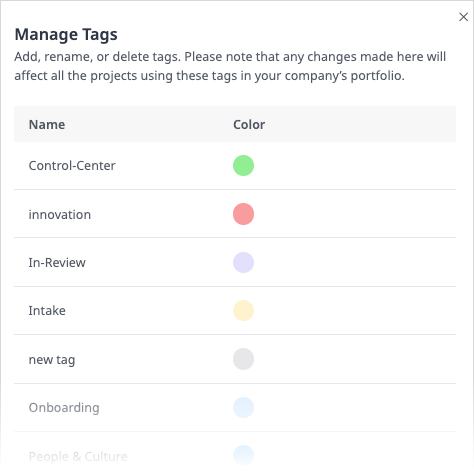 Manage Tags
Add, rename, or delete tags. Please note that any changes made here will
affect all the projects using these tags in your company’s portfolio.
Name Color
Control-Center
innovation
In-Review
Intake
new tag
Onboarding
People & Culture